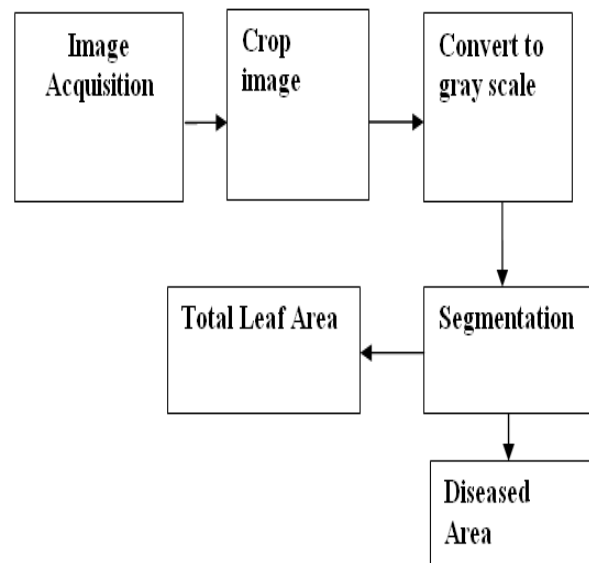 Image
Acquisition
Crop
image
Convert to
gray scale
Total Leaf Area
Segmentation
Diseased
Area